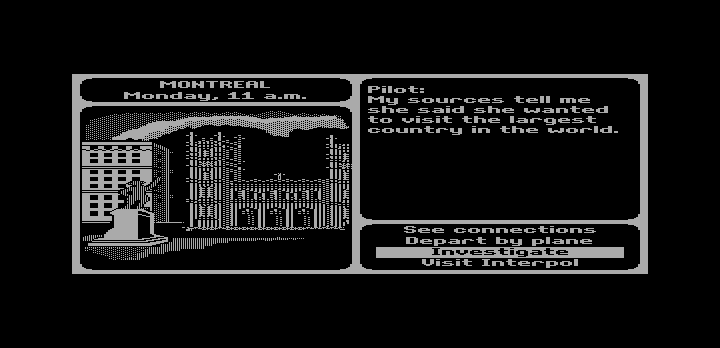 MONTREAL
Monday, 11 a.m.
Pilot:
My sources tell me
she said she wanted
to visit the largest
country in the world.
See connections
Depart by plane
Investigate
Visit Interpol